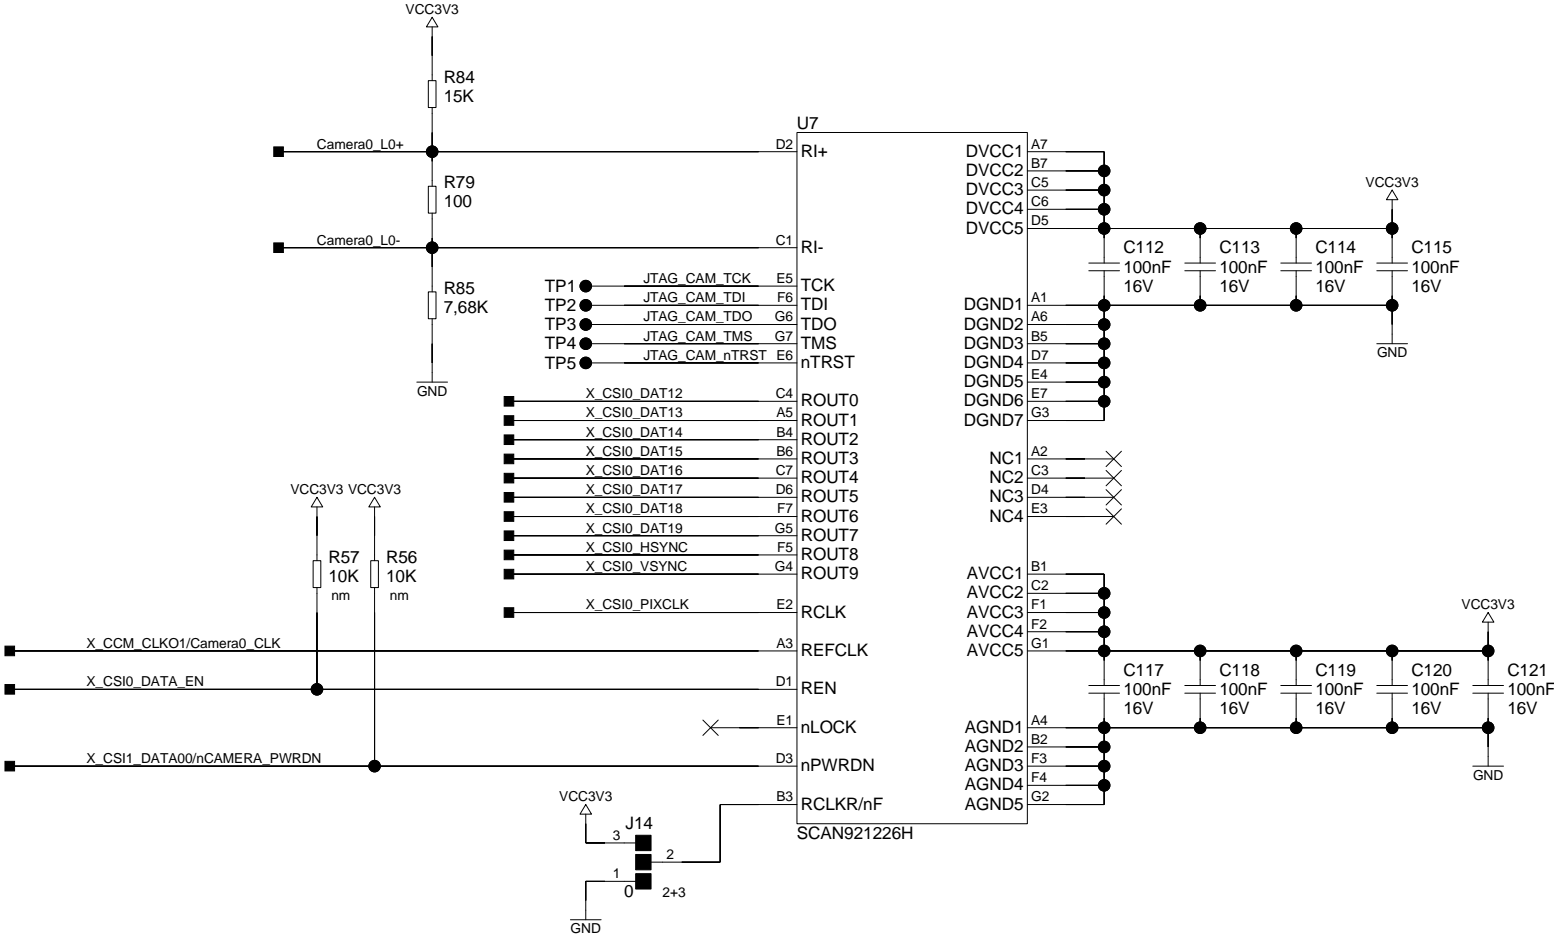 VCC3V3
R84
15K
Camera0_L0+
R79
100
Camera0_L0-
R85
7,68K
GND
U7
D2 RI+
C1 RI-
TP1 JTAG_CAM_TCK E5 TCK
TP2 JTAG_CAM_TDI F6 TDI
TP3 JTAG_CAM_TDO G6 TDO
TP4 JTAG_CAM_TMS G7 TMS
TP5 JTAG_CAM_nTRST E6 nTRST
X_CSI0_DAT12 C4 ROUT0
X_CSI0_DAT13 A5 ROUT1
X_CSI0_DAT14 B4 ROUT2
X_CSI0_DAT15 B6 ROUT3
X_CSI0_DAT16 C7 ROUT4
X_CSI0_DAT17 D6 ROUT5
X_CSI0_DAT18 F7 ROUT6
X_CSI0_DAT19 G5 ROUT7
X_CSI0_HSYNC F5 ROUT8
X_CSI0_VSYNC G4 ROUT9
X_CSI0_PIXCLK E2 RCLK
VCC3V3 VCC3V3
R57
10K
nm
R56
10K
nm
X_CCM_CLKO1/Camera0_CLK A3 REFCLK
X_CSI0_DATA_EN D1 REN
E1 nLOCK
X_CSI1_DATA00/nCAMERA_PWRDN D3 nPWRDN
B3 RCLKR/nF
SCAN921226H
VCC3V3
J14
3
2
1
0 2+3
GND
DVCC1 A7
DVCC2 B7
DVCC3 C5
DVCC4 C6
DVCC5 D5
VCC3V3
C112
100nF
16V
C113
100nF
16V
C114
100nF
16V
C115
100nF
16V
GND
DGND1 A1
DGND2 A6
DGND3 B5
DGND4 D7
DGND5 E4
DGND6 E7
DGND7 G3
NC1 A2
NC2 C3
NC3 D4
NC4 E3
AVCC1 B1
AVCC2 C2
AVCC3 F1
AVCC4 F2
AVCC5 G1
VCC3V3
C117
100nF
16V
C118
100nF
16V
C119
100nF
16V
C120
100nF
16V
C121
100nF
16V
GND
AGND1 A4
AGND2 B2
AGND3 F3
AGND4 F4
AGND5 G2